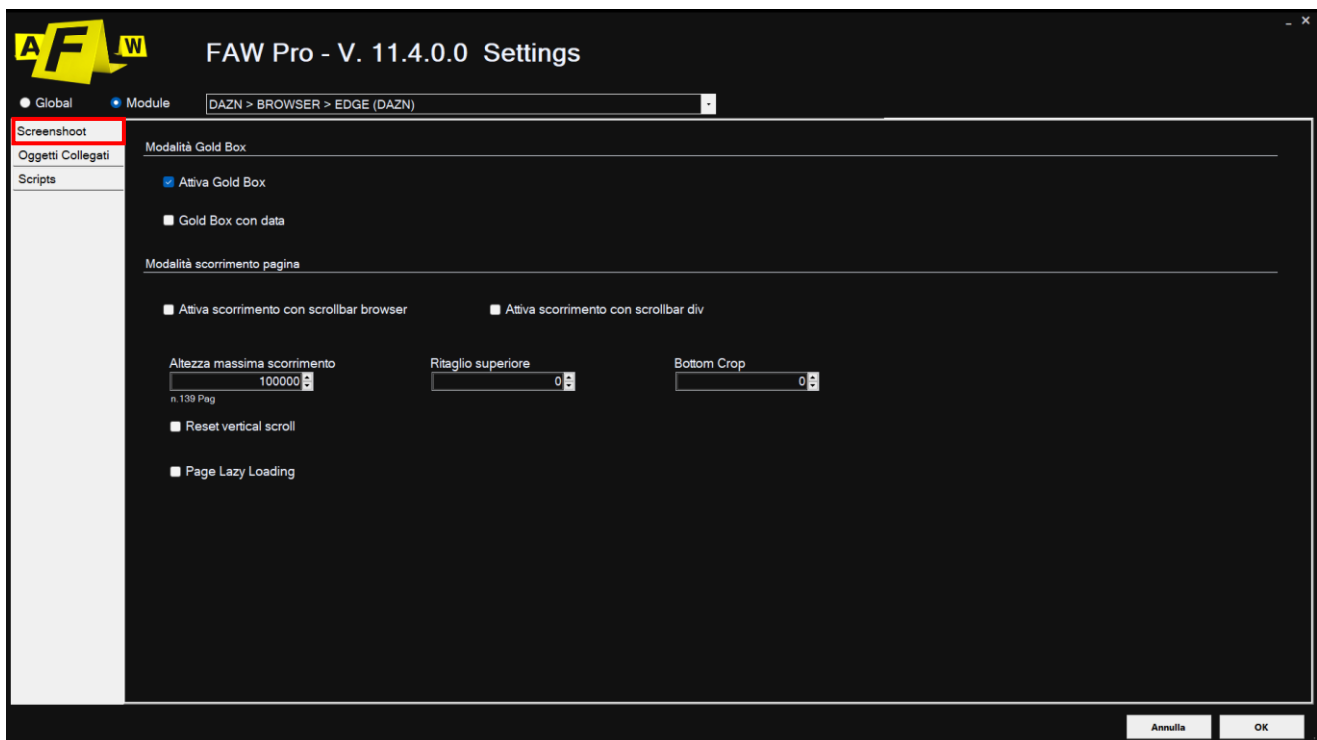 A F W
FAW Pro - V. 11.4.0.0 Settings
Global Module DAZN > BROWSER > EDGE (DAZN)
Screenshoot
Oggetti Collegati
Scripts
Modalità Gold Box
Attiva Gold Box
Gold Box con data
Modalità scorrimento pagina
Attiva scorrimento con scrollbar browser Attiva scorrimento con scrollbar div
Altezza massima scorrimento Ritaglio superiore Bottom Crop
100000 0 0
n.139 Pag
Reset vertical scroll
Page Lazy Loading
Annulla OK